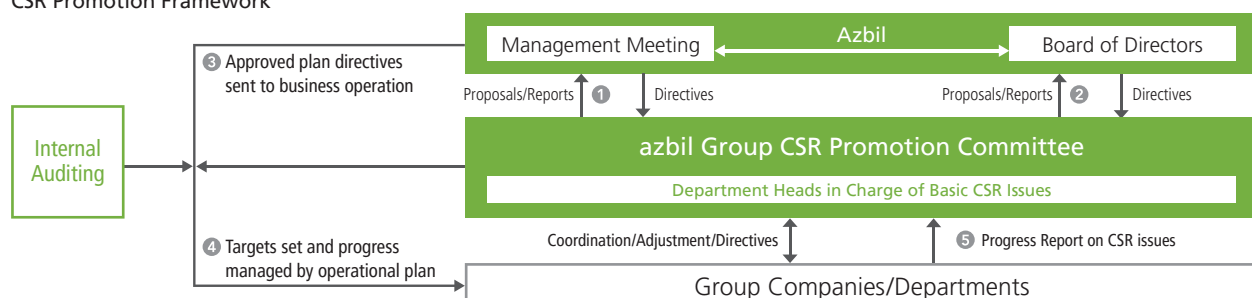 CSR Promotion Framework
Azbil
Management Meeting
Board of Directors
3 Approved plan directives
sent to business operation
Proposals/Reports 1 Directives
Proposals/Reports 2 Directives
Internal
Auditing
azbil Group CSR Promotion Committee
Department Heads in Charge of Basic CSR Issues
4 Targets set and progress
managed by operational plan
Coordination/Adjustment/Directives
5 Progress Report on CSR issues
Group Companies/Departments